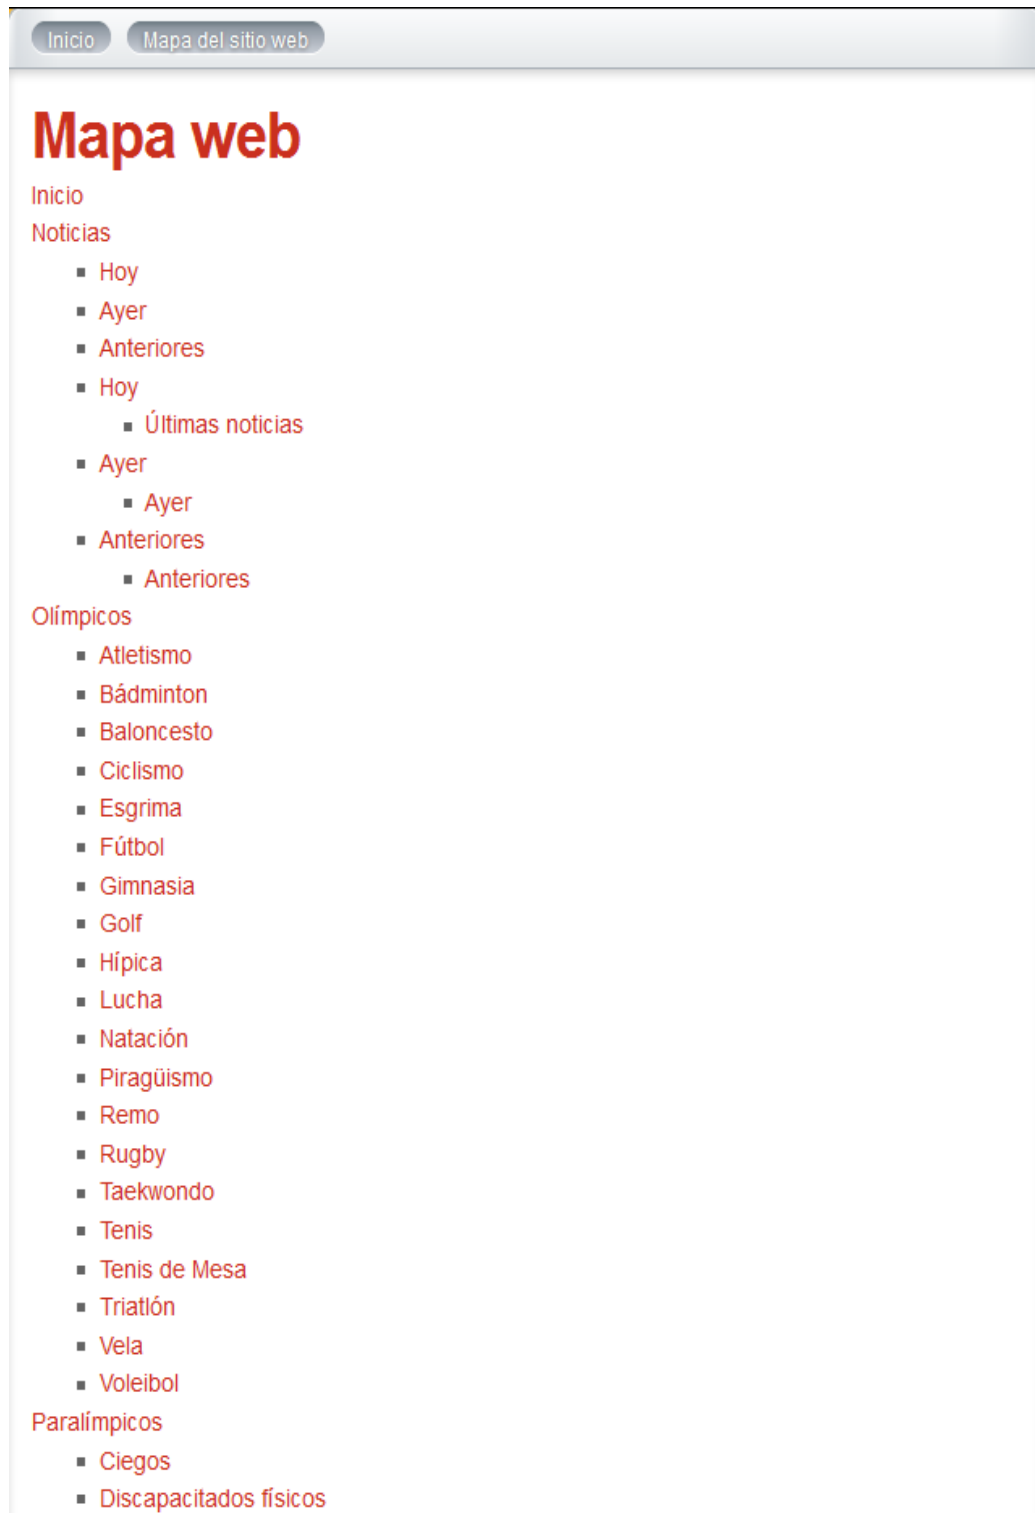 Inicio Mapa del sitio web
Mapa web
Inicio
Noticias
Hoy
Ayer
Anteriores
Hoy
Últimas noticias
Ayer
Ayer
Anteriores
Anteriores
Olímpicos
Atletismo
Bádminton
Baloncesto
Ciclismo
Esgrima
Fútbol
Gimnasia
Golf
Hípica
Lucha
Natación
Piragüismo
Remo
Rugby
Taekwondo
Tenis
Tenis de Mesa
Triatlón
Vela
Voleibol
Paralímpicos
Ciegos
Discapacitados físicos